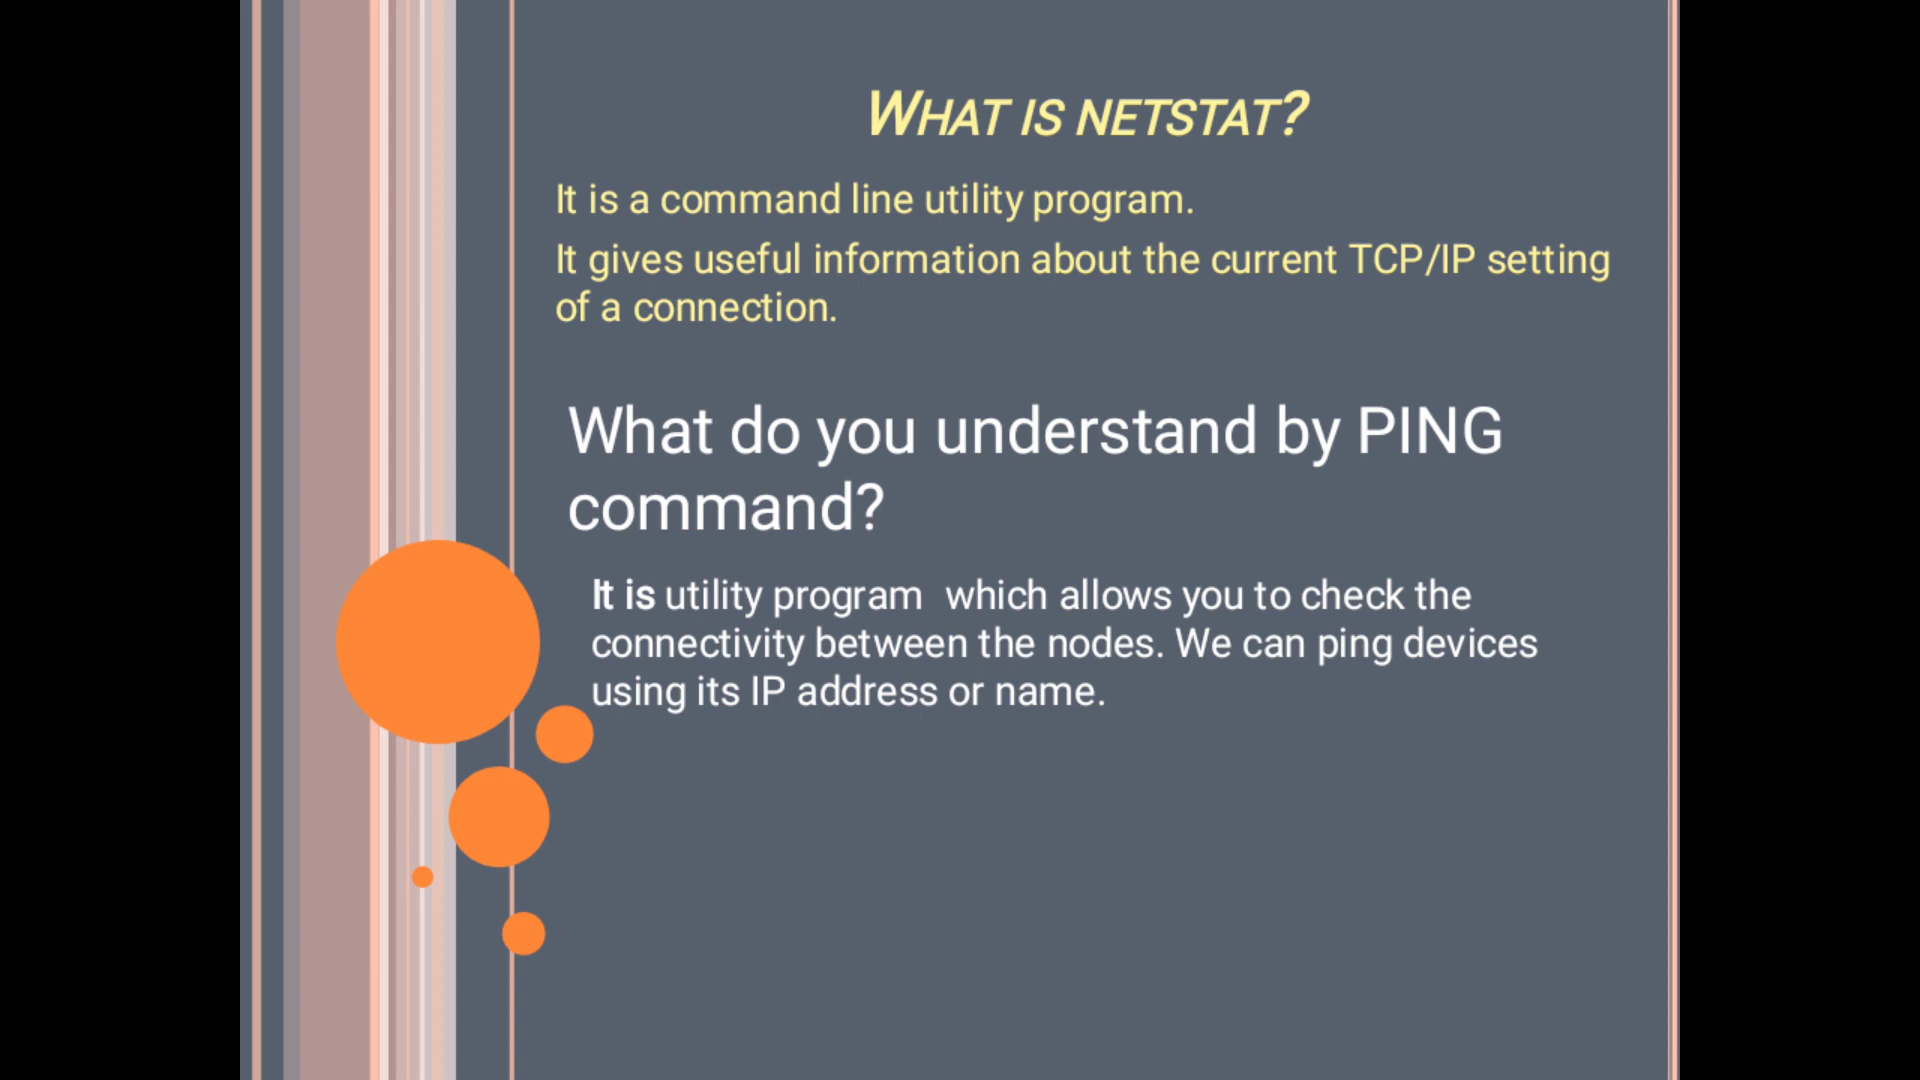 WHAT IS NETSTAT?
It is a command line utility program.
It gives useful information about the current TCP/IP setting
of a connection.
What do you understand by PING
command?
It is utility program  which allows you to check the
connectivity between the nodes. We can ping devices
using its IP address or name.